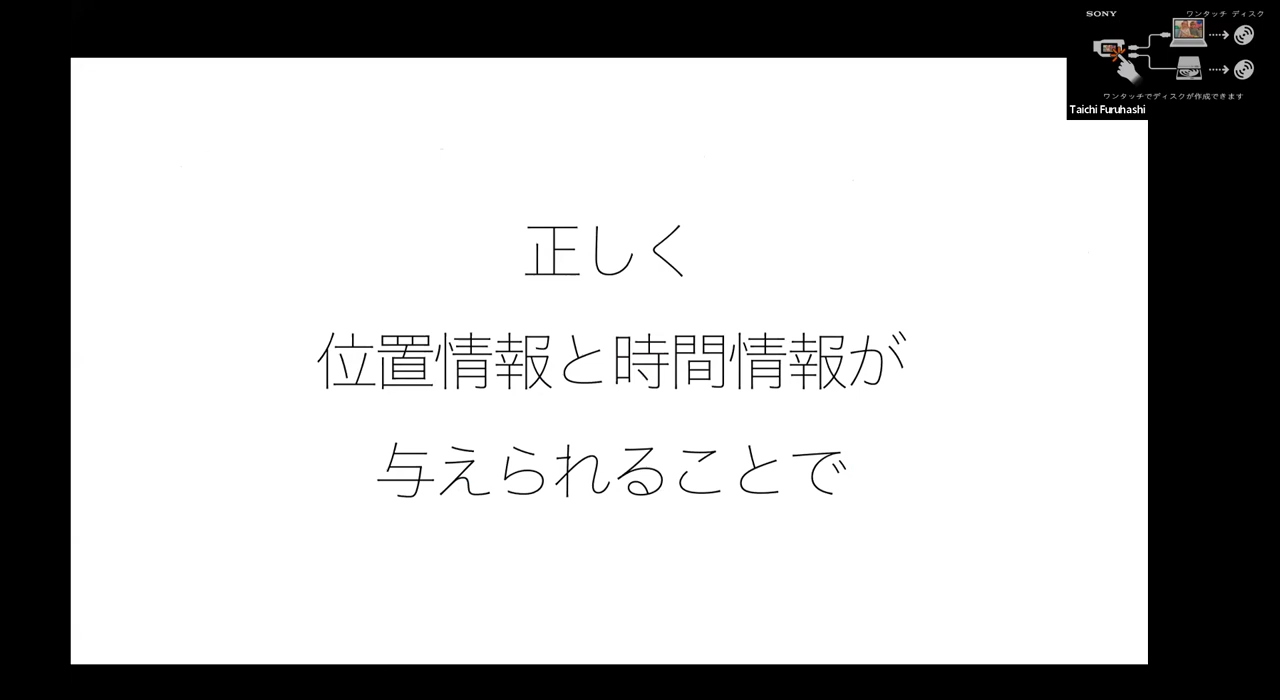 SONY
ワンタッチ ディスク
ワンタッチでディスクが作成できます
Taichi Furuhashi
正しく
位置情報と時間情報が
与えられることで